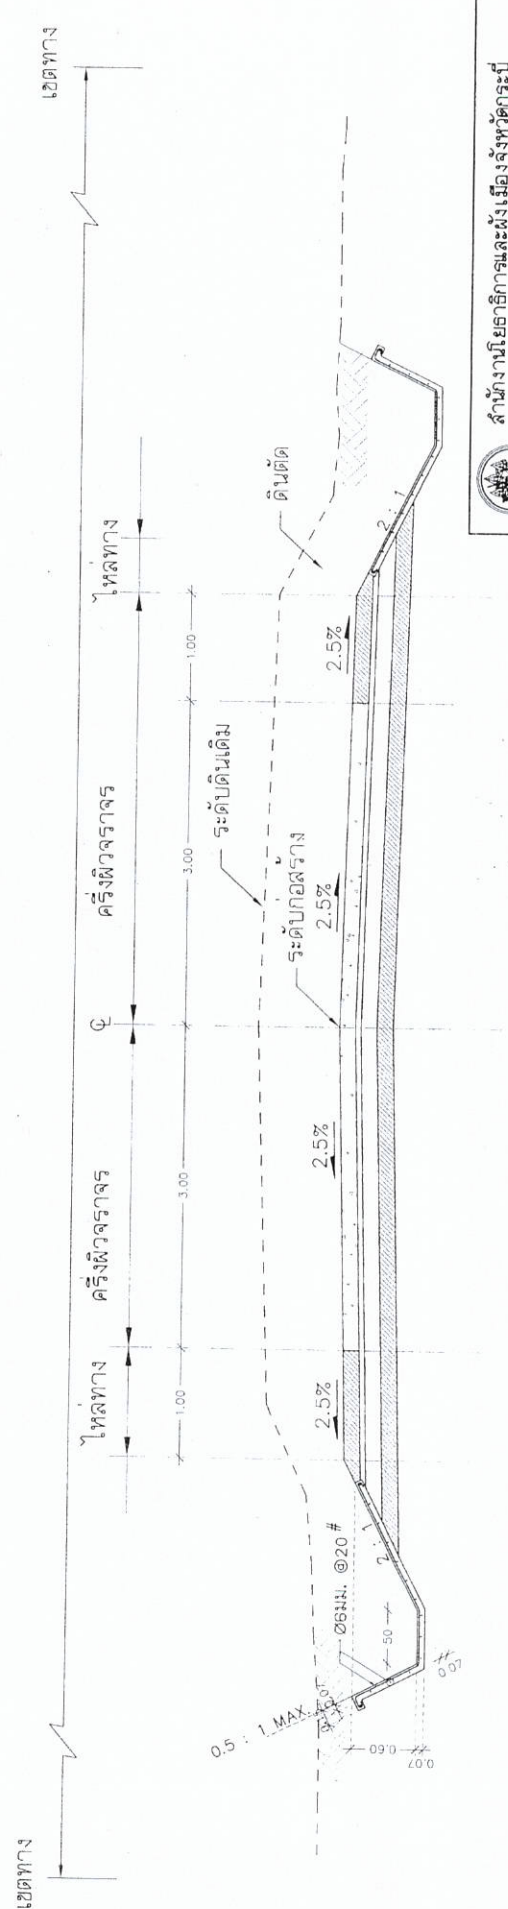 เขตทาง
เขตทาง
ไหล่ทาง
ครึ่งผิวจราจร
℄
ครึ่งผิวจราจร
ไหล่ทาง
1.00
3.00
3.00
1.00
ระดับดินเดิม
ดินตัด
ระดับก่อสร้าง
2.5%
2.5%
2.5%
2.5%
0.5 : 1 MAX.
Ø6มม. @20#
2 : 1
2 : 1
50
0.60
0.07
0.07
สำนักงานโยธาธิการและผังเมืองจังหวัดกระบี่